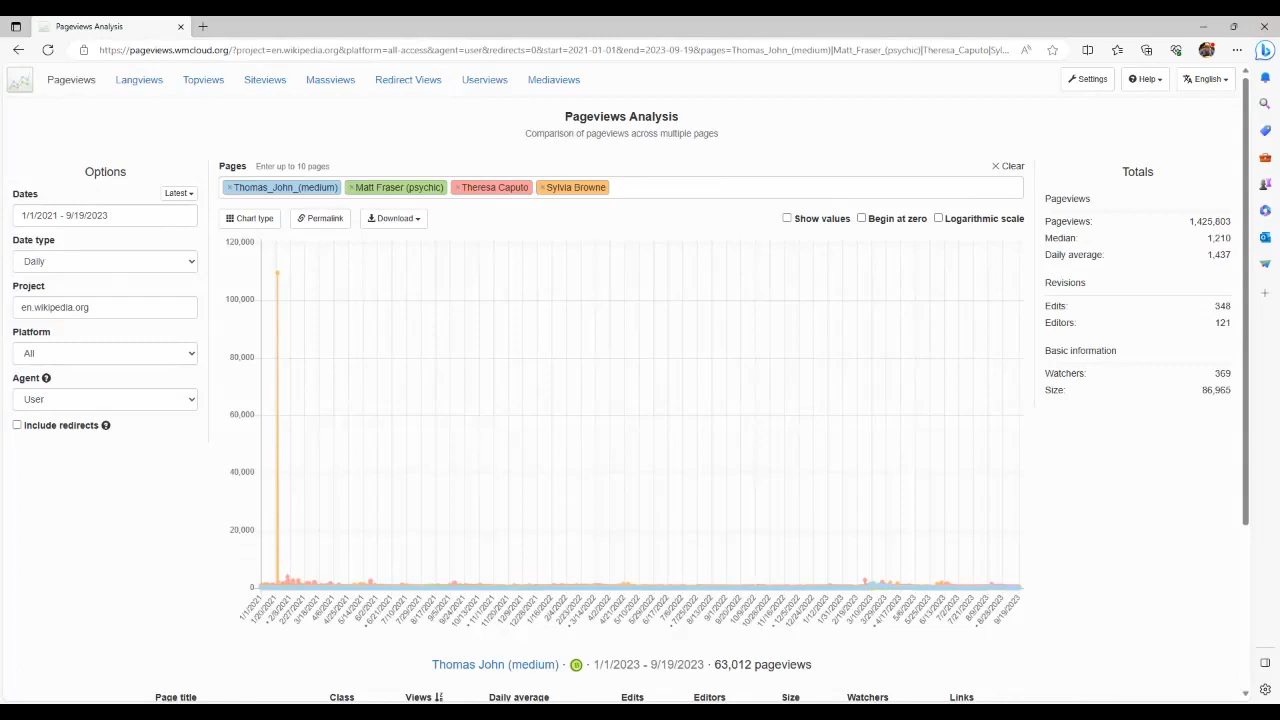 Pageviews Analysis
https://pageviews.wmcloud.org/?project=en.wikipedia.org&platform=all-access&agent=user&redirects=0&start=2021-01-01&end=2023-09-19&pages=Thomas_John_(medium)|Matt_Fraser_(psychic)|Theresa_Caputo|Syl...
Pageviews Langviews Topviews Siteviews Massviews Redirect Views Userviews Mediaviews Settings Help English
Pageviews Analysis
Comparison of pageviews across multiple pages
Options
Dates Latest
1/1/2021 - 9/19/2023
Date type
Daily
Project
en.wikipedia.org
Platform
All
Agent
User
Include redirects
Pages Enter up to 10 pages Clear
× Thomas_John_(medium) × Matt Fraser (psychic) × Theresa Caputo × Sylvia Browne
Chart type Permalink Download Show values Begin at zero Logarithmic scale
120,000
100,000
80,000
60,000
40,000
20,000
0
Totals
Pageviews
Pageviews: 1,425,803
Median: 1,210
Daily average: 1,437
Revisions
Edits: 348
Editors: 121
Basic information
Watchers: 369
Size: 86,965
Thomas John (medium) · 1/1/2023 - 9/19/2023 · 63,012 pageviews
Page title Class Views Daily average Edits Editors Size Watchers Links